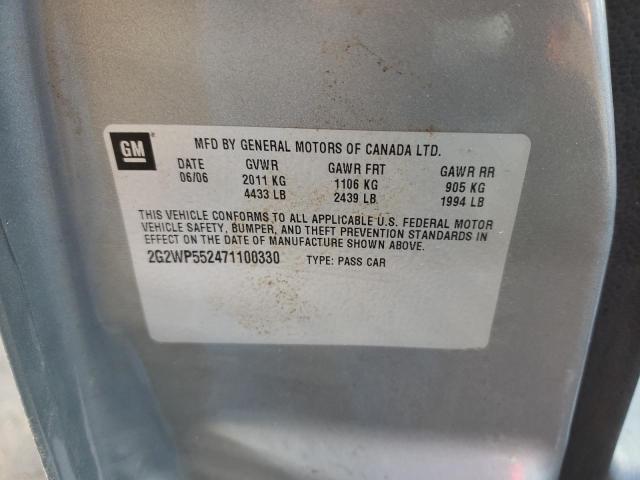 GM
MFD BY GENERAL MOTORS OF CANADA LTD.
DATE GVWR GAWR FRT GAWR RR
06/06 2011 KG 1106 KG 905 KG
4433 LB 2439 LB 1994 LB
THIS VEHICLE CONFORMS TO ALL APPLICABLE U.S. FEDERAL MOTOR
VEHICLE SAFETY, BUMPER, AND THEFT PREVENTION STANDARDS IN
EFFECT ON THE DATE OF MANUFACTURE SHOWN ABOVE.
2G2WP552471100330 TYPE: PASS CAR